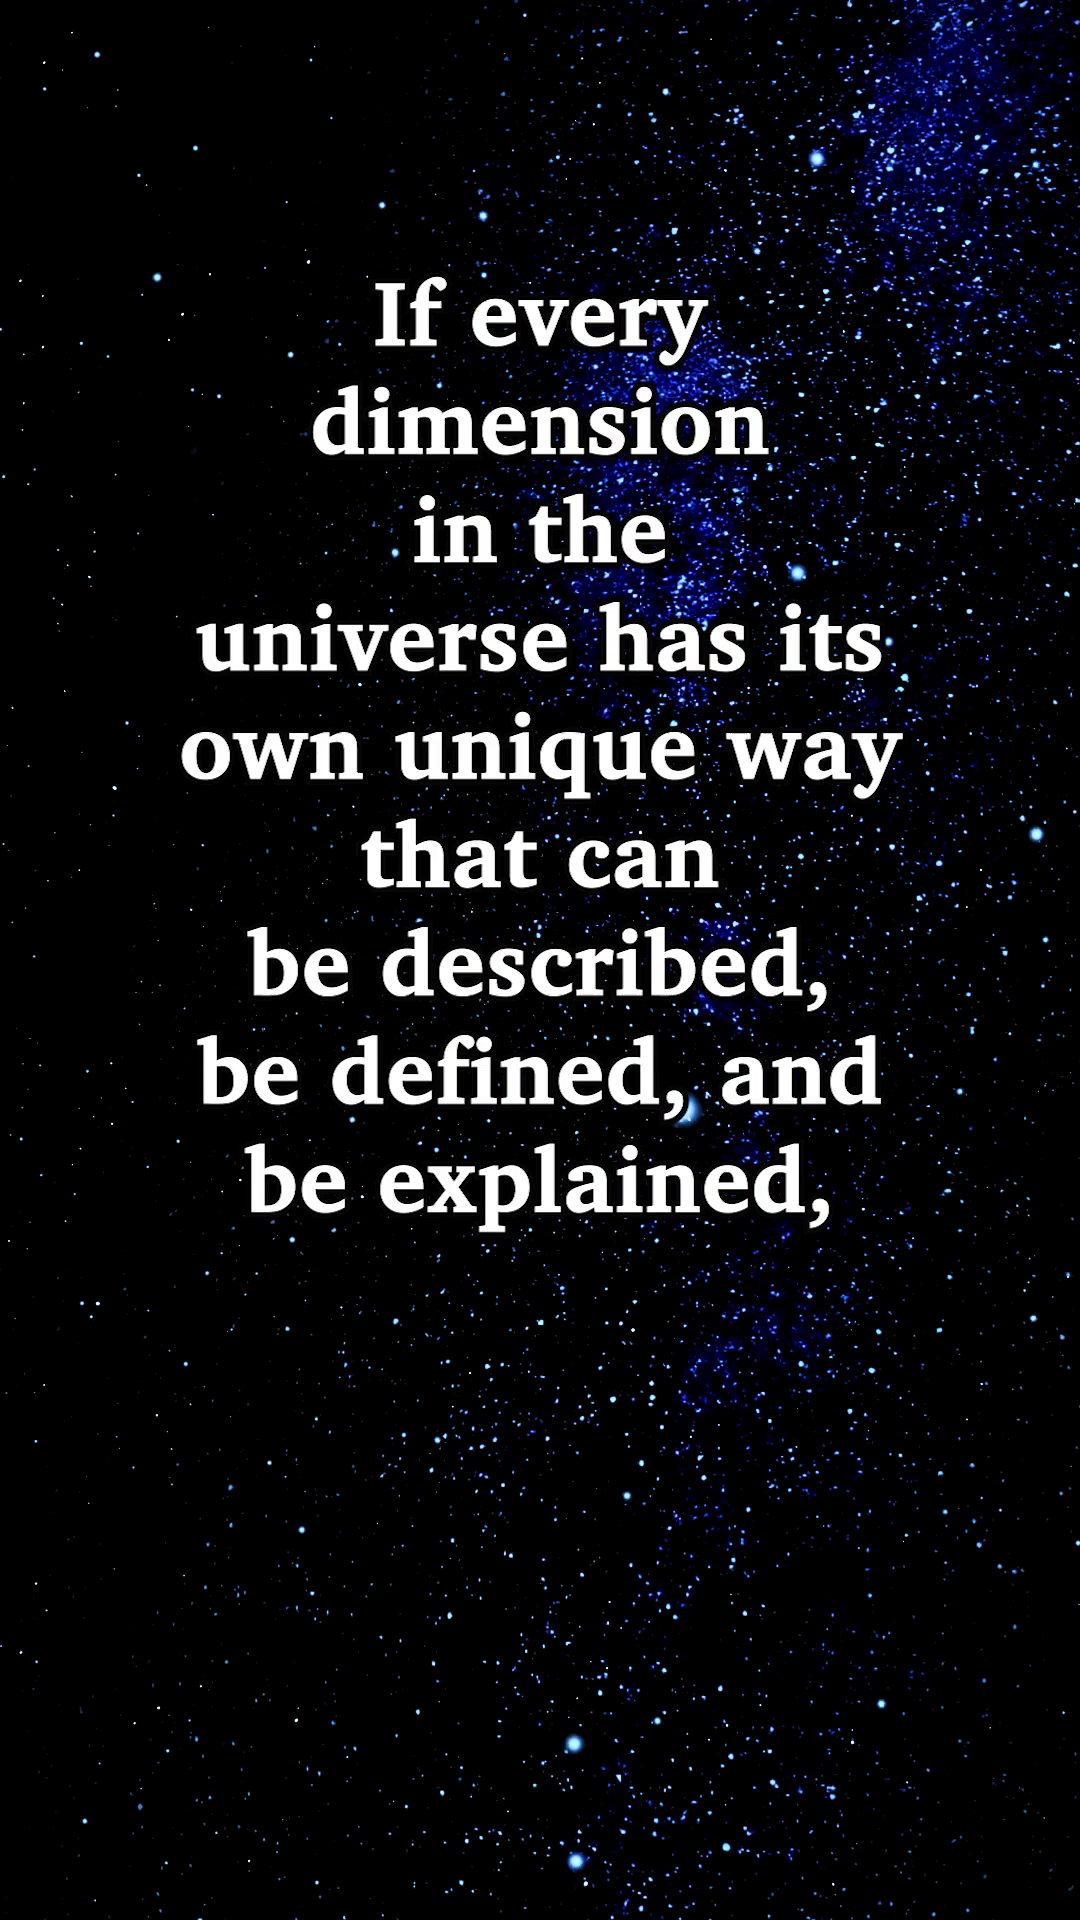 If every
dimension
in the
universe has its
own unique way
that can
be described,
be defined, and
be explained,